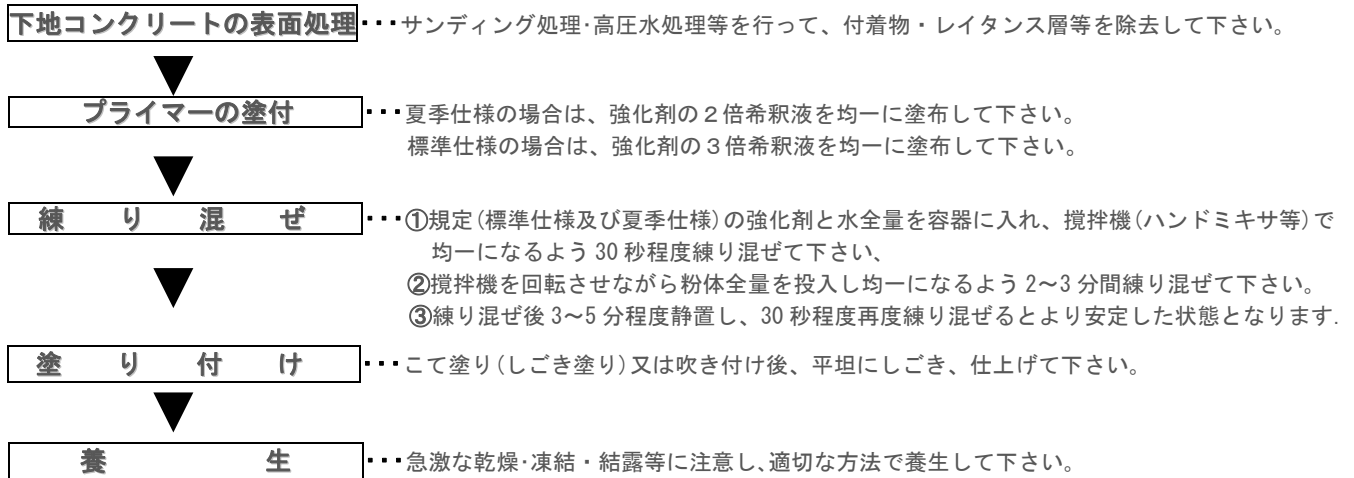 下地コンクリートの表面処理・・・サンディング処理･高圧水処理等を行って、付着物・レイタンス層等を除去して下さい。
プライマーの塗付・・・夏季仕様の場合は、強化剤の２倍希釈液を均一に塗布して下さい。
標準仕様の場合は、強化剤の３倍希釈液を均一に塗布して下さい。
練り混ぜ・・・①規定(標準仕様及び夏季仕様)の強化剤と水全量を容器に入れ、撹拌機(ハンドミキサ等)で
均一になるよう 30 秒程度練り混ぜて下さい、
②撹拌機を回転させながら粉体全量を投入し均一になるよう 2～3 分間練り混ぜて下さい。
③練り混ぜ後 3～5 分程度静置し、30 秒程度再度練り混ぜるとより安定した状態となります.
塗り付け・・・こて塗り(しごき塗り)又は吹き付け後、平坦にしごき、仕上げて下さい。
養生・・・急激な乾燥･凍結・結露等に注意し､適切な方法で養生して下さい。